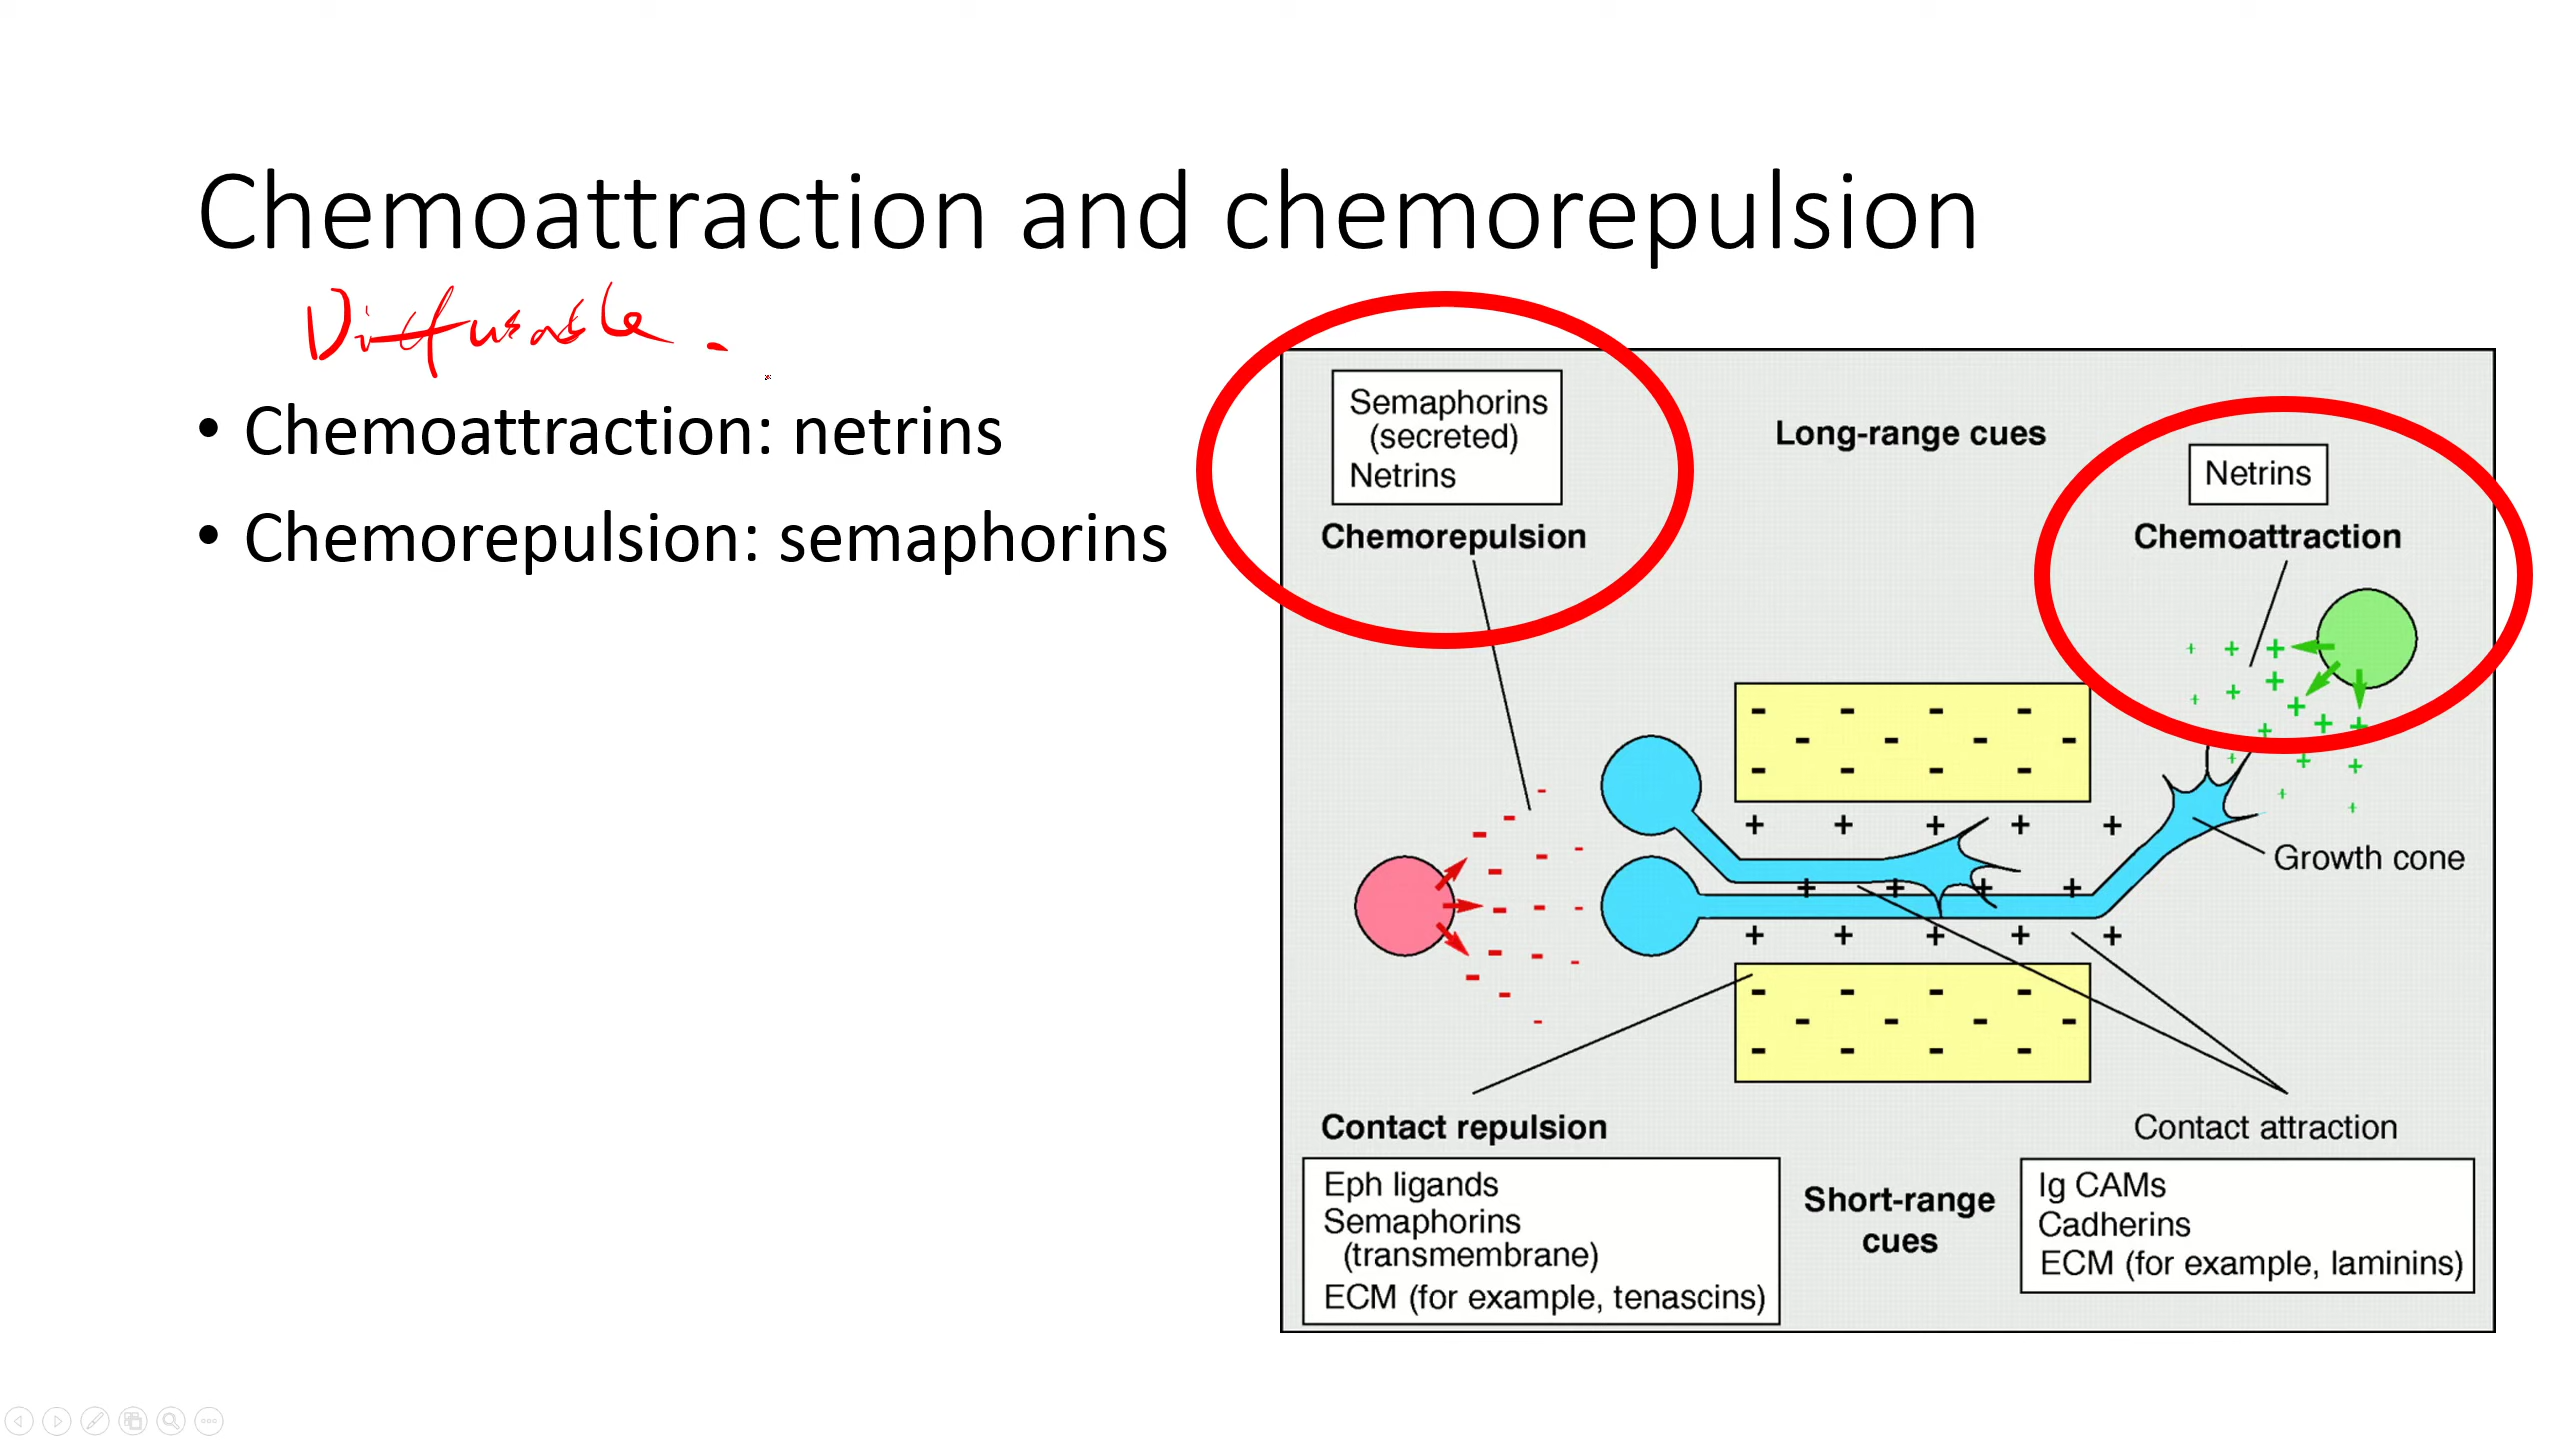 Chemoattraction and chemorepulsion
Diffusable.
• Chemoattraction: netrins
• Chemorepulsion: semaphorins
Semaphorins
(secreted)
Netrins
Chemorepulsion
Long-range cues
Netrins
Chemoattraction
Growth cone
Contact repulsion
Eph ligands
Semaphorins
(transmembrane)
ECM (for example, tenascins)
Short-range
cues
Contact attraction
Ig CAMs
Cadherins
ECM (for example, laminins)